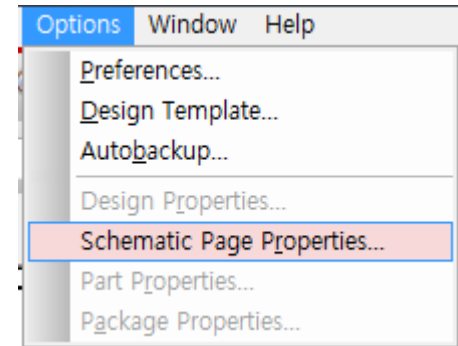 Options Window Help
Preferences...
Design Template...
Autobackup...
Design Properties...
Schematic Page Properties...
Part Properties...
Package Properties...